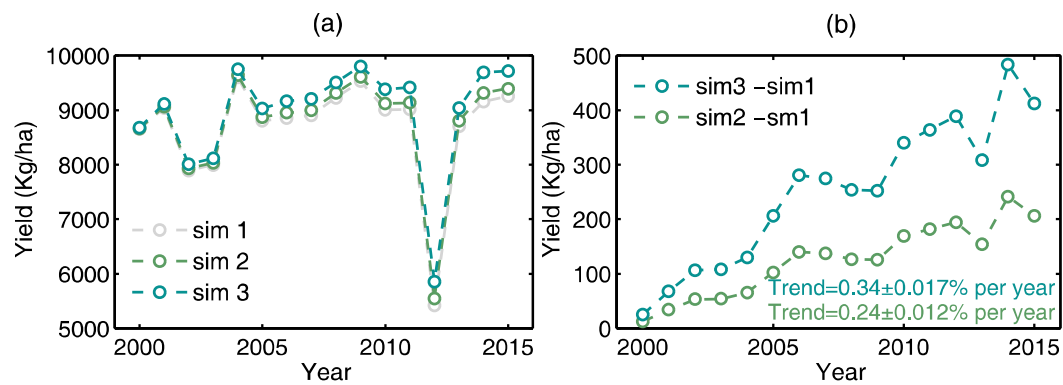 (a)
10000
9000
8000
7000
6000
5000
Yield (Kg/ha)
sim 1
sim 2
sim 3
2000 2005 2010 2015
Year
(b)
500
400
300
200
100
0
Yield (Kg/ha)
sim3 −sim1
sim2 −sm1
Trend=0.34±0.017% per year
Trend=0.24±0.012% per year
2000 2005 2010 2015
Year